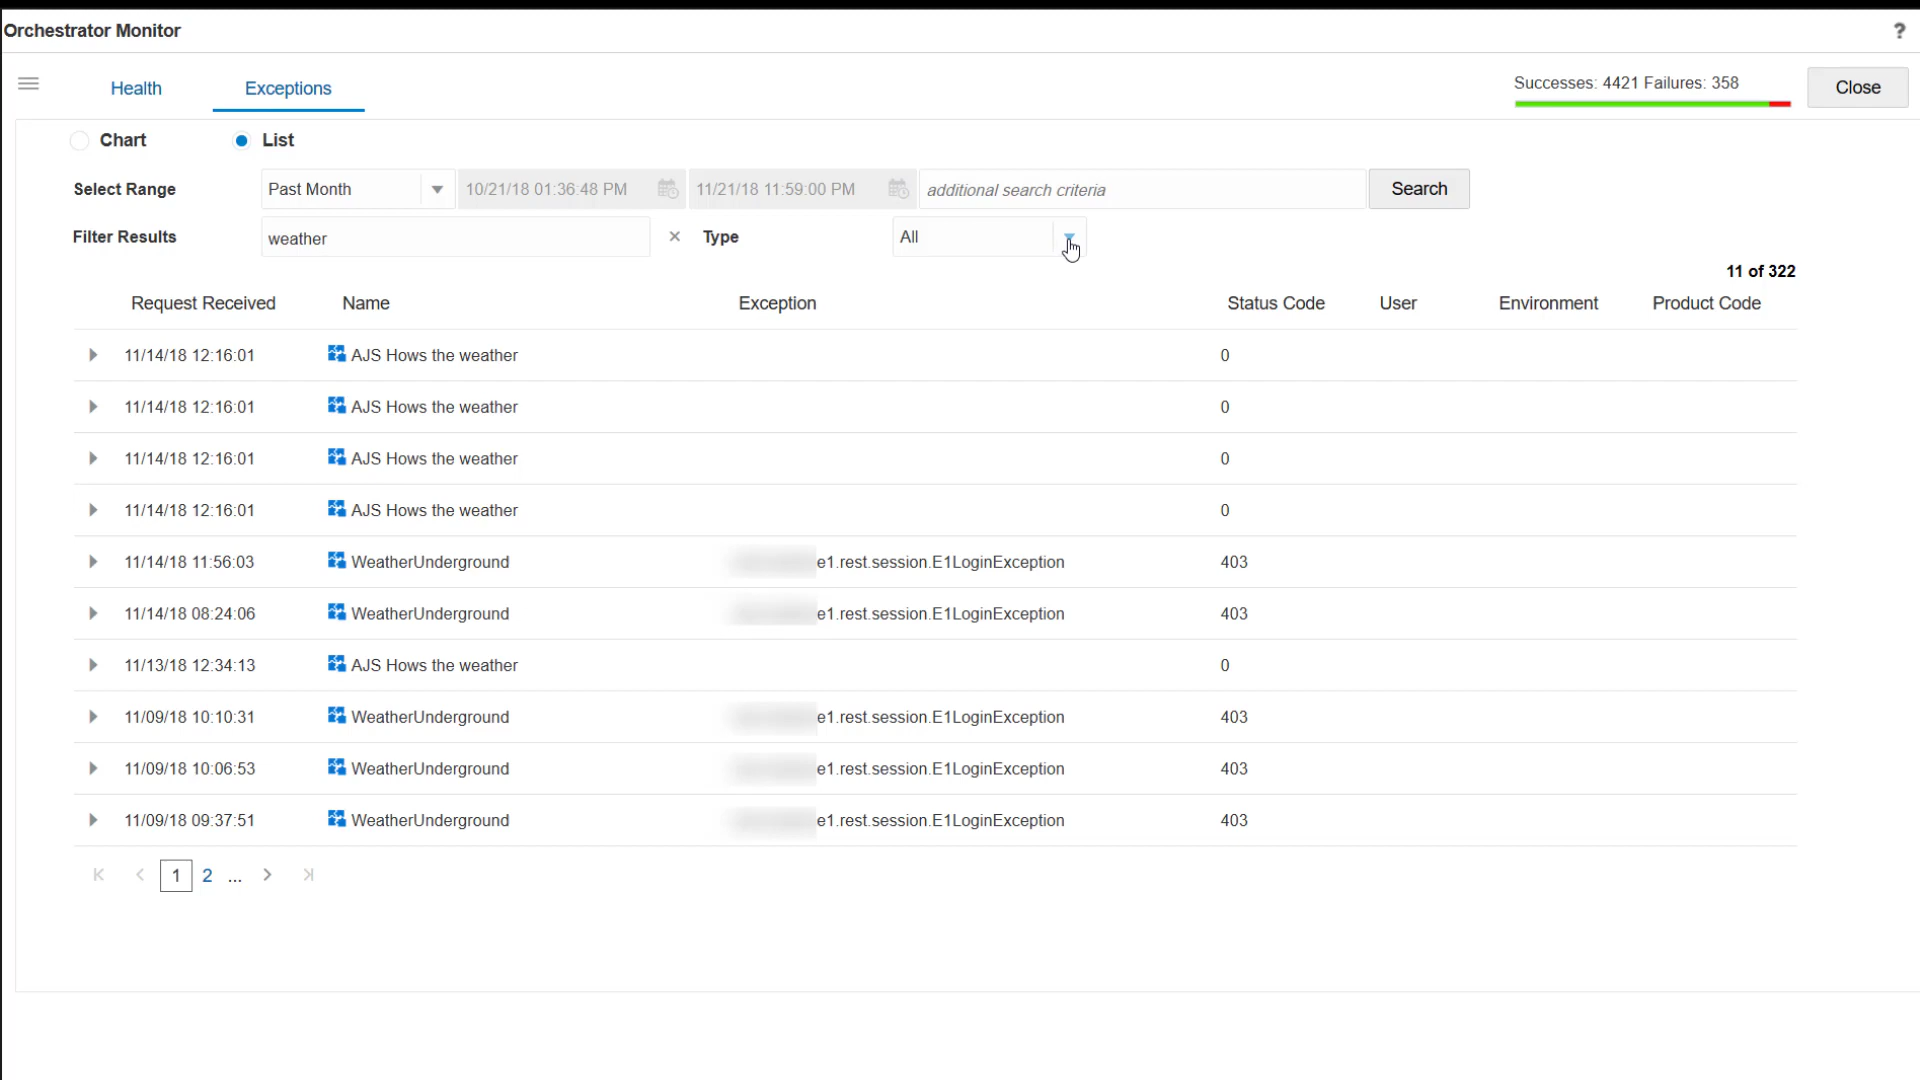 Orchestrator Monitor ?
Health Exceptions Successes: 4421 Failures: 358 Close
Chart List
Select Range Past Month 10/21/18 01:36:48 PM 11/21/18 11:59:00 PM additional search criteria Search
Filter Results weather × Type All
11 of 322
Request Received Name Exception Status Code User Environment Product Code
11/14/18 12:16:01 AJS Hows the weather 0
11/14/18 12:16:01 AJS Hows the weather 0
11/14/18 12:16:01 AJS Hows the weather 0
11/14/18 12:16:01 AJS Hows the weather 0
11/14/18 11:56:03 WeatherUnderground e1.rest.session.E1LoginException 403
11/14/18 08:24:06 WeatherUnderground e1.rest.session.E1LoginException 403
11/13/18 12:34:13 AJS Hows the weather 0
11/09/18 10:10:31 WeatherUnderground e1.rest.session.E1LoginException 403
11/09/18 10:06:53 WeatherUnderground e1.rest.session.E1LoginException 403
11/09/18 09:37:51 WeatherUnderground e1.rest.session.E1LoginException 403
1 2 ...